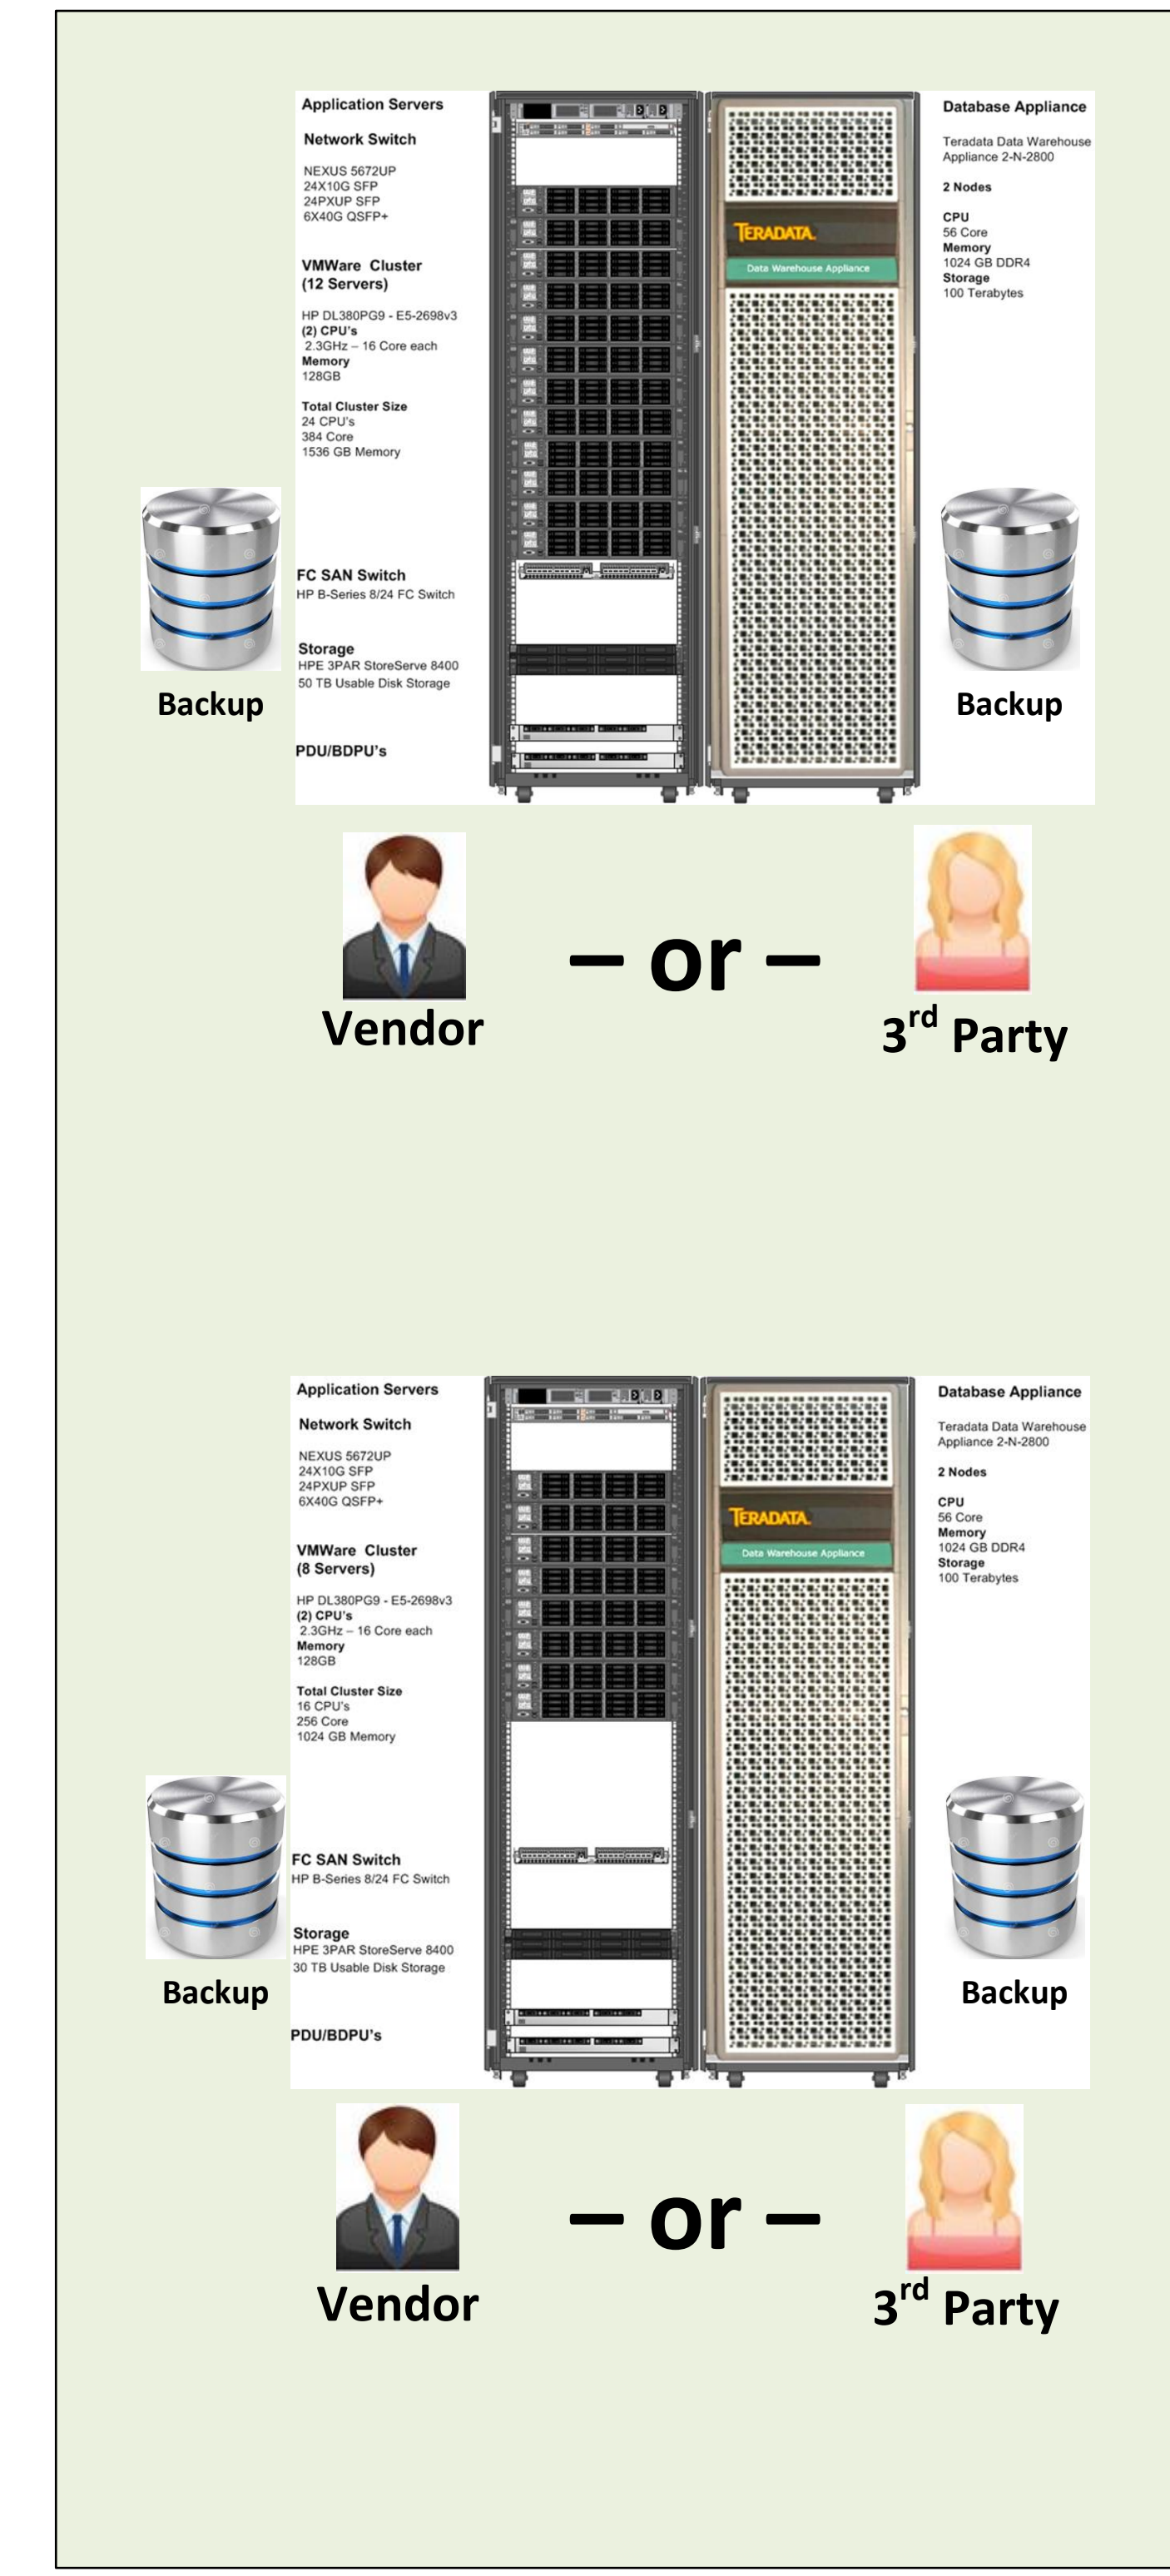 Application Servers
Network Switch
NEXUS 5672UP
24X10G SFP
24PXUP SFP
6X40G QSFP+
VMWare Cluster
(12 Servers)
HP DL380PG9 - E5-2698v3
(2) CPU's
2.3GHz – 16 Core each
Memory
128GB
Total Cluster Size
24 CPU's
384 Core
1536 GB Memory
FC SAN Switch
HP B-Series 8/24 FC Switch
Storage
HPE 3PAR StoreServe 8400
50 TB Usable Disk Storage
PDU/BDPU's
TERADATA.
Data Warehouse Appliance
Database Appliance
Teradata Data Warehouse
Appliance 2-N-2800
2 Nodes
CPU
56 Core
Memory
1024 GB DDR4
Storage
100 Terabytes
Backup
Backup
Vendor
– or –
3rd Party
Application Servers
Network Switch
NEXUS 5672UP
24X10G SFP
24PXUP SFP
6X40G QSFP+
VMWare Cluster
(8 Servers)
HP DL380PG9 - E5-2698v3
(2) CPU's
2.3GHz – 16 Core each
Memory
128GB
Total Cluster Size
16 CPU's
256 Core
1024 GB Memory
FC SAN Switch
HP B-Series 8/24 FC Switch
Storage
HPE 3PAR StoreServe 8400
30 TB Usable Disk Storage
PDU/BDPU's
TERADATA.
Data Warehouse Appliance
Database Appliance
Teradata Data Warehouse
Appliance 2-N-2800
2 Nodes
CPU
56 Core
Memory
1024 GB DDR4
Storage
100 Terabytes
Backup
Backup
Vendor
– or –
3rd Party